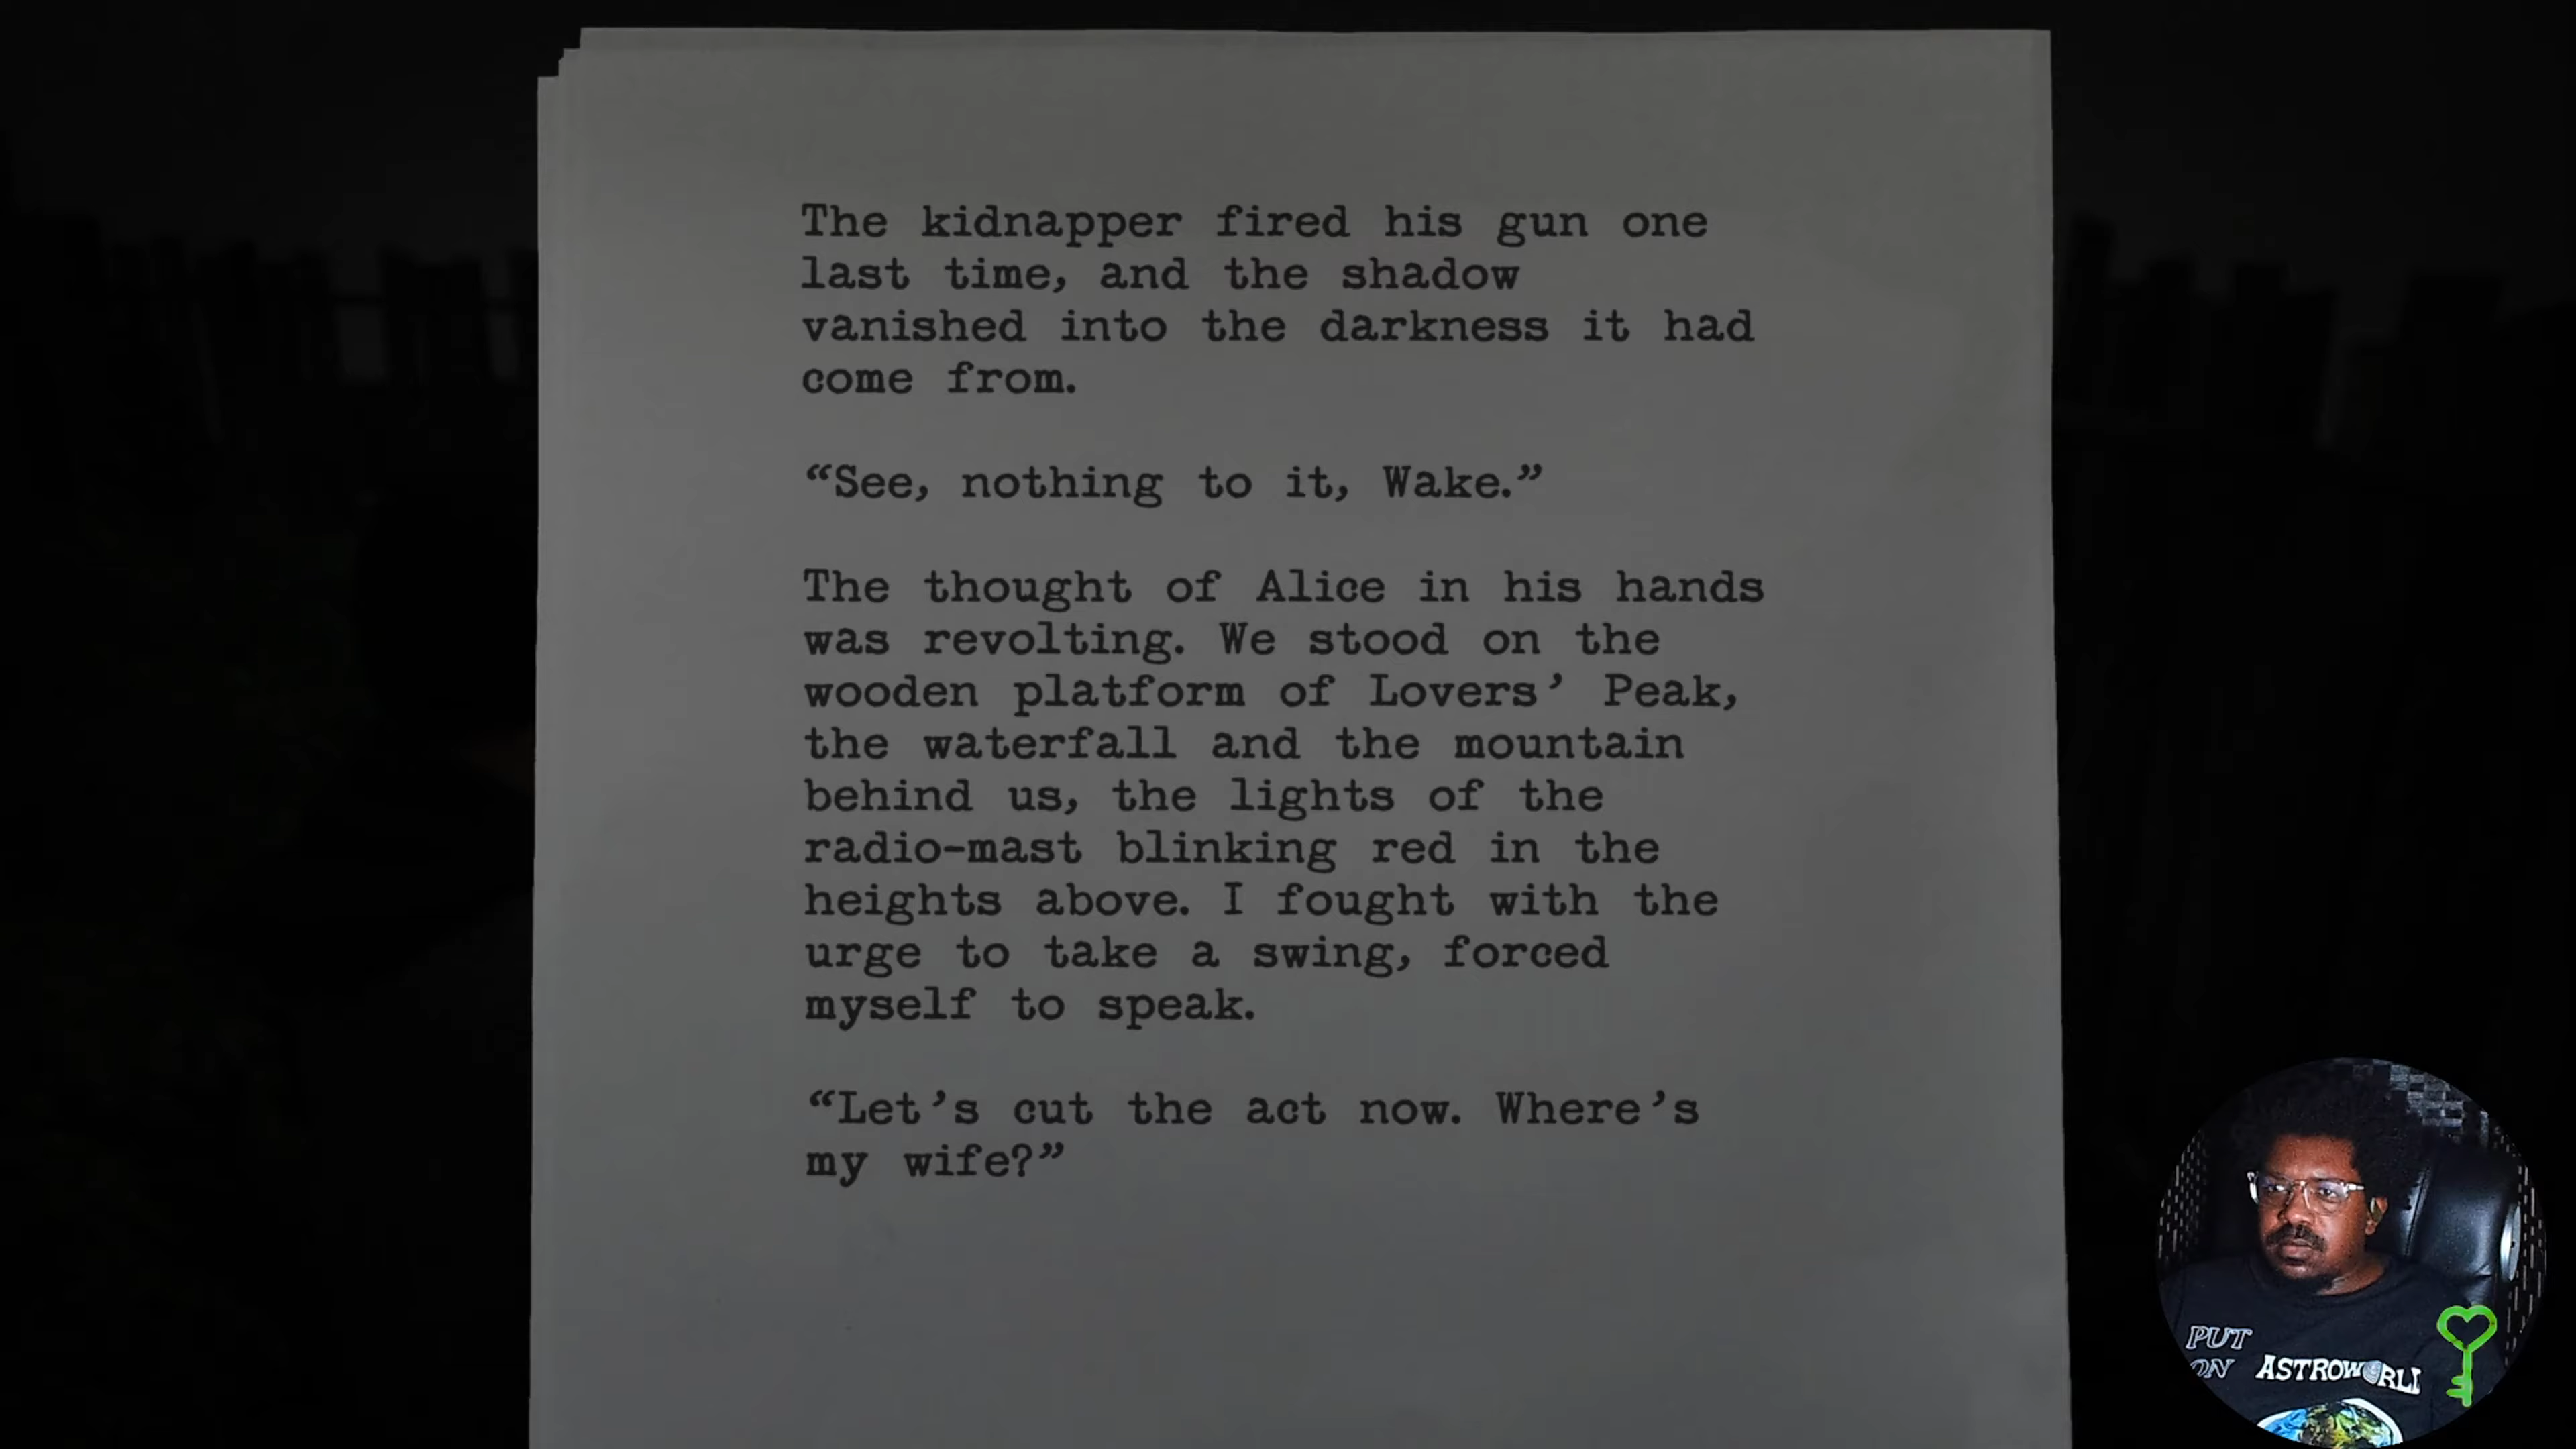 The kidnapper fired his gun one
last time, and the shadow
vanished into the darkness it had
come from.
“See, nothing to it, Wake.”
The thought of Alice in his hands
was revolting. We stood on the
wooden platform of Lovers’ Peak,
the waterfall and the mountain
behind us, the lights of the
radio-mast blinking red in the
heights above. I fought with the
urge to take a swing, forced
myself to speak.
“Let’s cut the act now. Where’s
my wife?”
PUT
ON ASTROWORLD